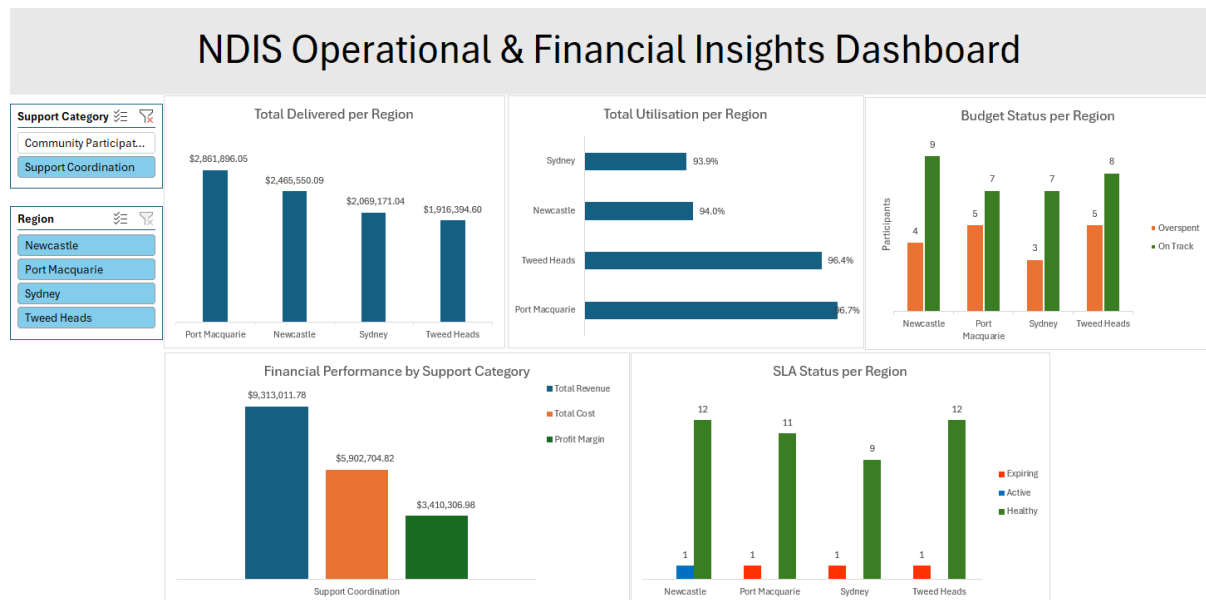 NDIS Operational & Financial Insights Dashboard
Support Category
Community Participat...
Support Coordination
Region
Newcastle
Port Macquarie
Sydney
Tweed Heads
Total Delivered per Region
$2,861,896.05
$2,465,550.09
$2,069,171.04
$1,916,394.60
Port Macquarie
Newcastle
Sydney
Tweed Heads
Total Utilisation per Region
Sydney
93.9%
Newcastle
94.0%
Tweed Heads
96.4%
Port Macquarie
96.7%
Budget Status per Region
Participants
4
9
5
7
3
7
5
8
Newcastle
Port
Macquarie
Sydney
Tweed Heads
Overspent
On Track
Financial Performance by Support Category
$9,313,011.78
$5,902,704.82
$3,410,306.98
Support Coordination
Total Revenue
Total Cost
Profit Margin
SLA Status per Region
1
12
1
11
1
9
1
12
Newcastle
Port Macquarie
Sydney
Tweed Heads
Expiring
Active
Healthy